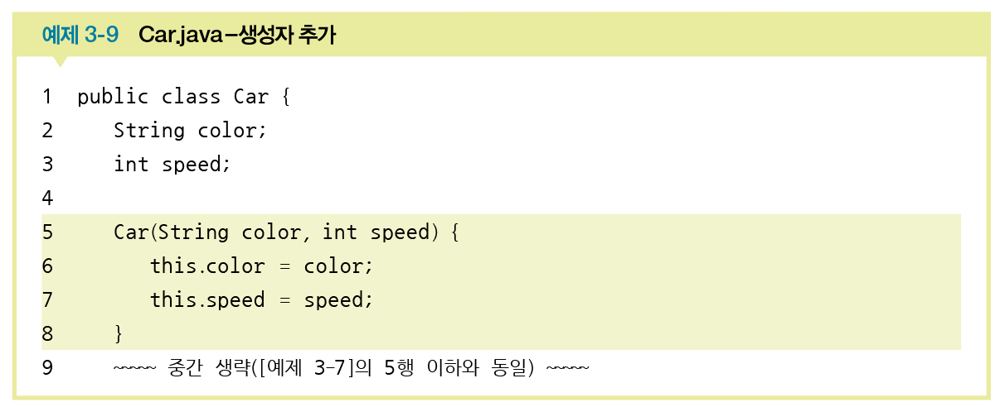 예제 3-9 Car.java-생성자 추가
1 public class Car {
2 String color;
3 int speed;
4
5 Car(String color, int speed) {
6 this.color = color;
7 this.speed = speed;
8 }
9 ~~~~~ 중간 생략([예제 3-7]의 5행 이하와 동일) ~~~~~